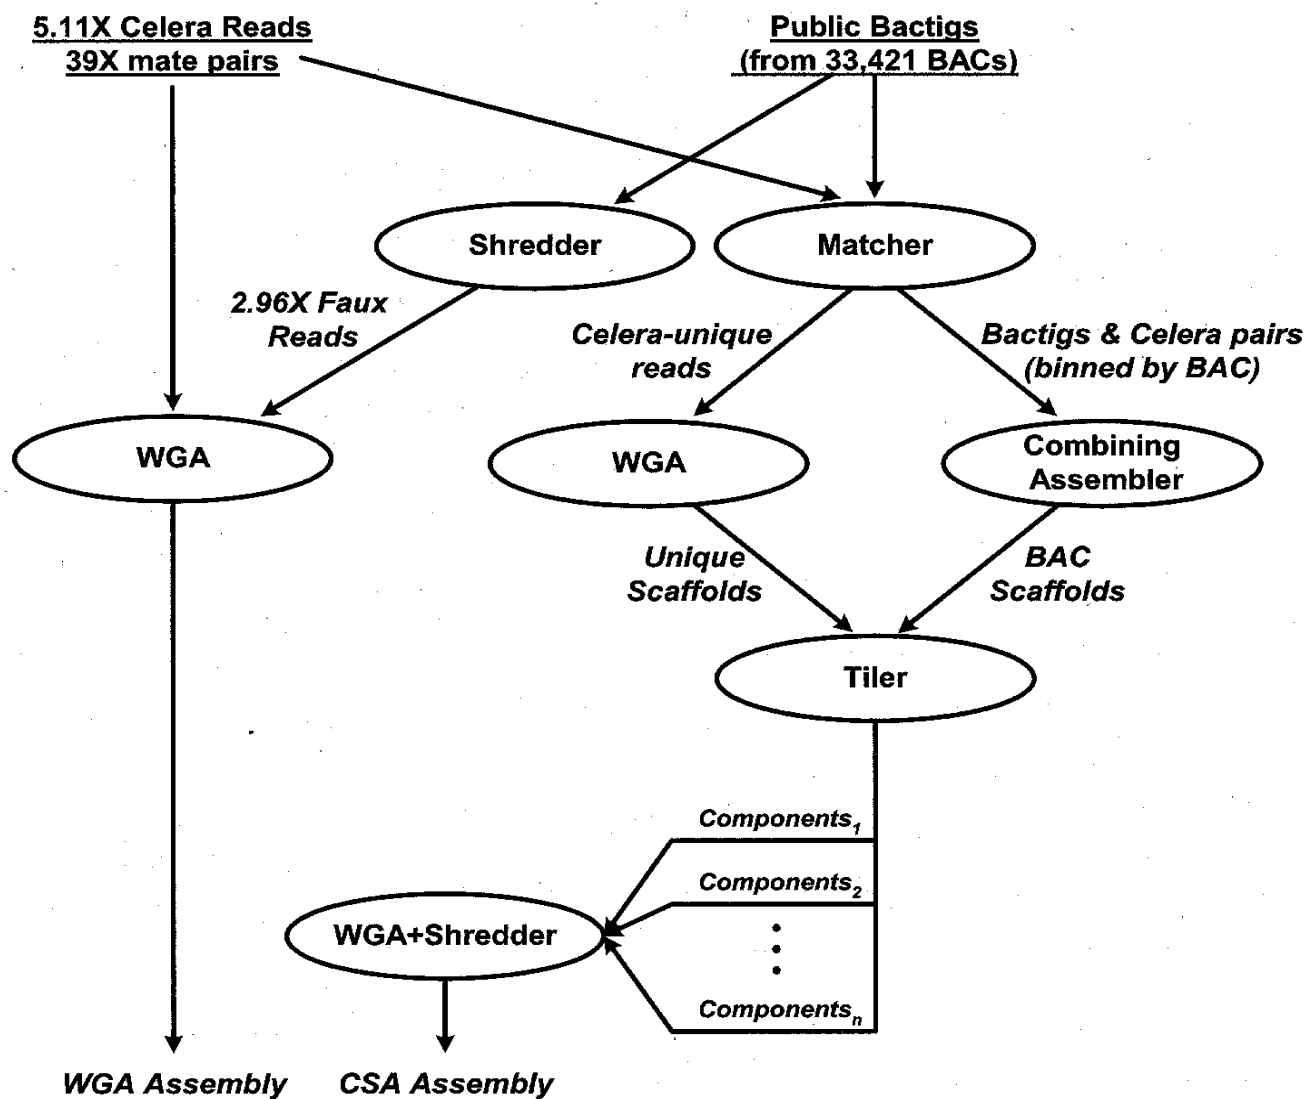 5.11X Celera Reads
39X mate pairs
Public Bactigs
(from 33,421 BACs)
Shredder
Matcher
2.96X Faux
Reads
Celera-unique
reads
Bactigs & Celera pairs
(binned by BAC)
WGA
WGA
Combining
Assembler
Unique
Scaffolds
BAC
Scaffolds
Tiler
Components1
Components2
WGA+Shredder
Componentsn
WGA Assembly
CSA Assembly